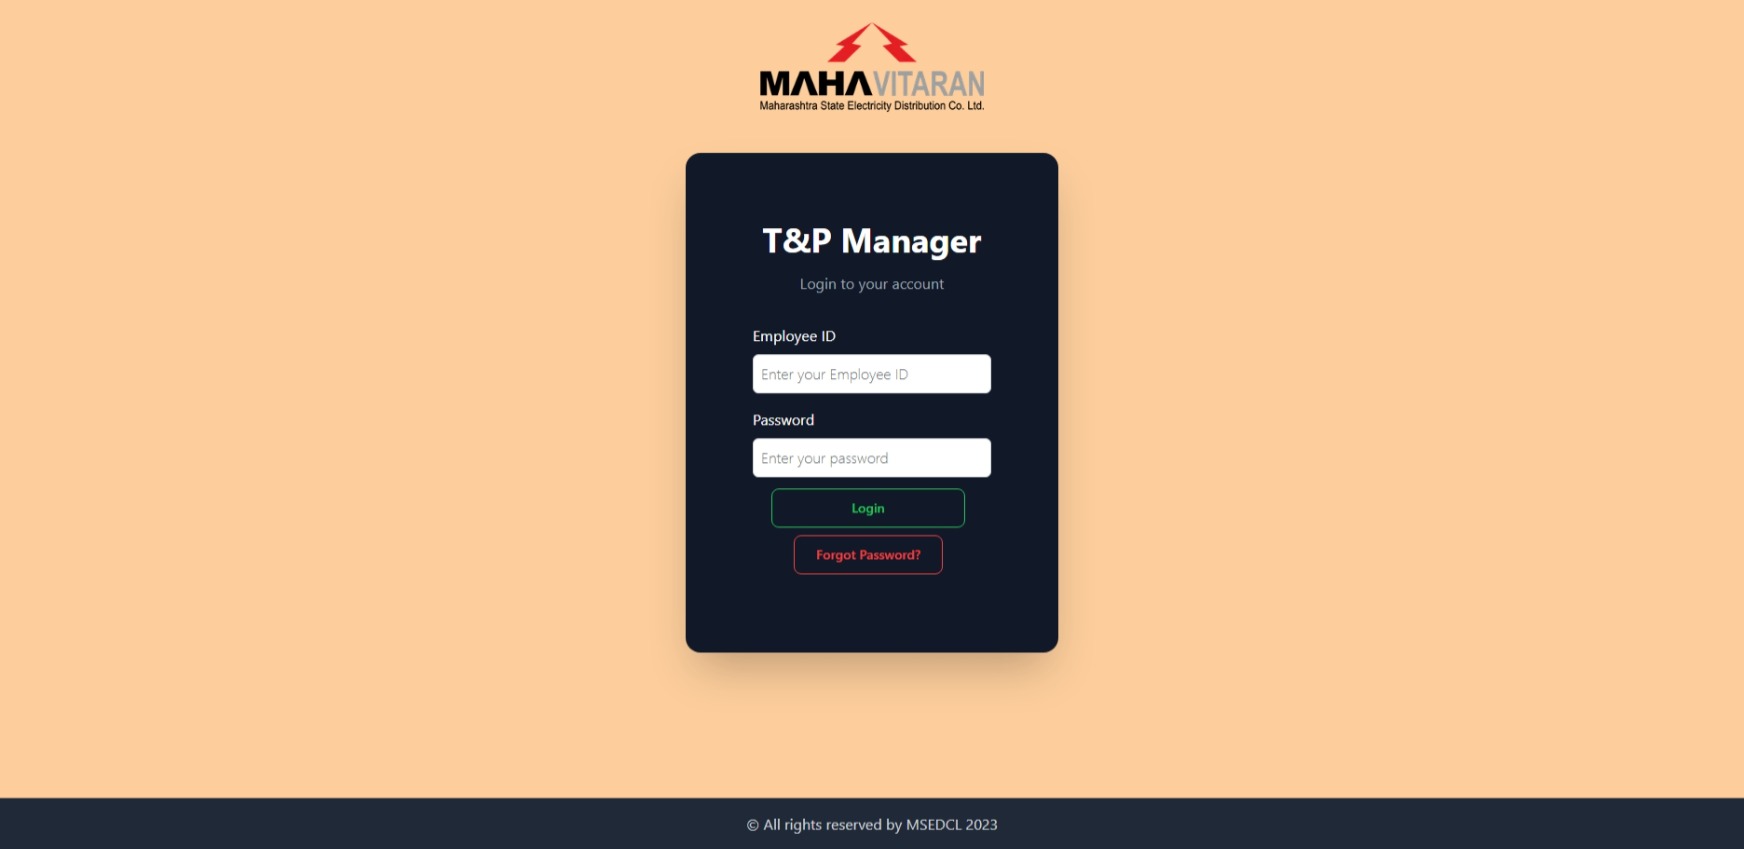 MAHAVITARAN
Maharashtra State Electricity Distribution Co. Ltd.
T&P Manager
Login to your account
Employee ID
Enter your Employee ID
Password
Enter your password
Login
Forgot Password?
© All rights reserved by MSEDCL 2023